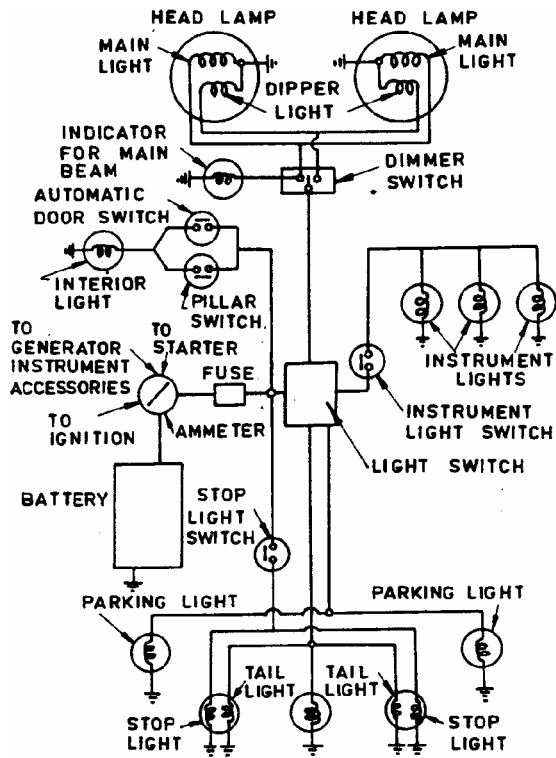 HEAD LAMP
HEAD LAMP
MAIN
LIGHT
MAIN
LIGHT
DIPPER
LIGHT
INDICATOR
FOR MAIN
BEAM
DIMMER
SWITCH
AUTOMATIC
DOOR SWITCH
INTERIOR
LIGHT
PILLAR
SWITCH
INSTRUMENT
LIGHTS
TO
GENERATOR
INSTRUMENT
ACCESSORIES
TO
STARTER
FUSE
TO
IGNITION
AMMETER
INSTRUMENT
LIGHT SWITCH
LIGHT SWITCH
BATTERY
STOP
LIGHT
SWITCH
PARKING LIGHT
PARKING LIGHT
TAIL
LIGHT
TAIL
LIGHT
STOP
LIGHT
STOP
LIGHT